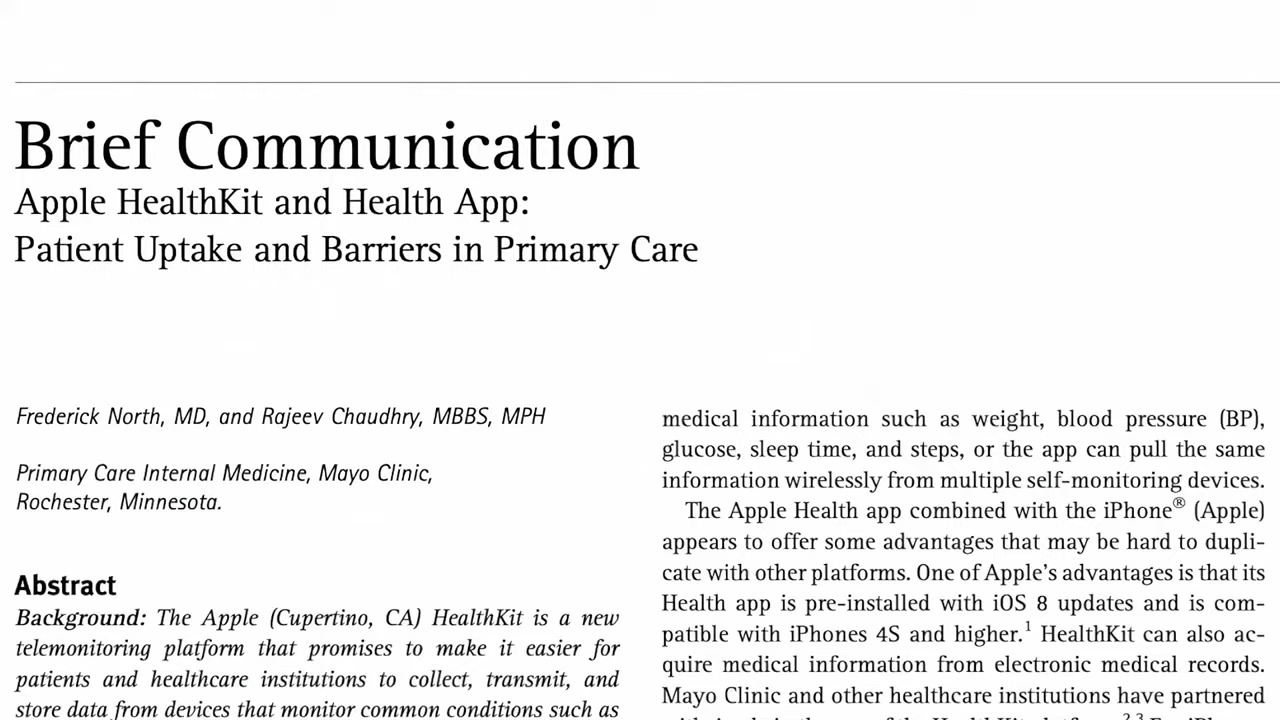 Brief Communication
Apple HealthKit and Health App:
Patient Uptake and Barriers in Primary Care
Frederick North, MD, and Rajeev Chaudhry, MBBS, MPH
Primary Care Internal Medicine, Mayo Clinic,
Rochester, Minnesota.
Abstract
Background: The Apple (Cupertino, CA) HealthKit is a new
telemonitoring platform that promises to make it easier for
patients and healthcare institutions to collect, transmit, and
store data from devices that monitor common conditions such as
medical information such as weight, blood pressure (BP),
glucose, sleep time, and steps, or the app can pull the same
information wirelessly from multiple self-monitoring devices.
The Apple Health app combined with the iPhone® (Apple)
appears to offer some advantages that may be hard to dupli-
cate with other platforms. One of Apple's advantages is that its
Health app is pre-installed with iOS 8 updates and is com-
patible with iPhones 4S and higher.1 HealthKit can also ac-
quire medical information from electronic medical records.
Mayo Clinic and other healthcare institutions have partnered